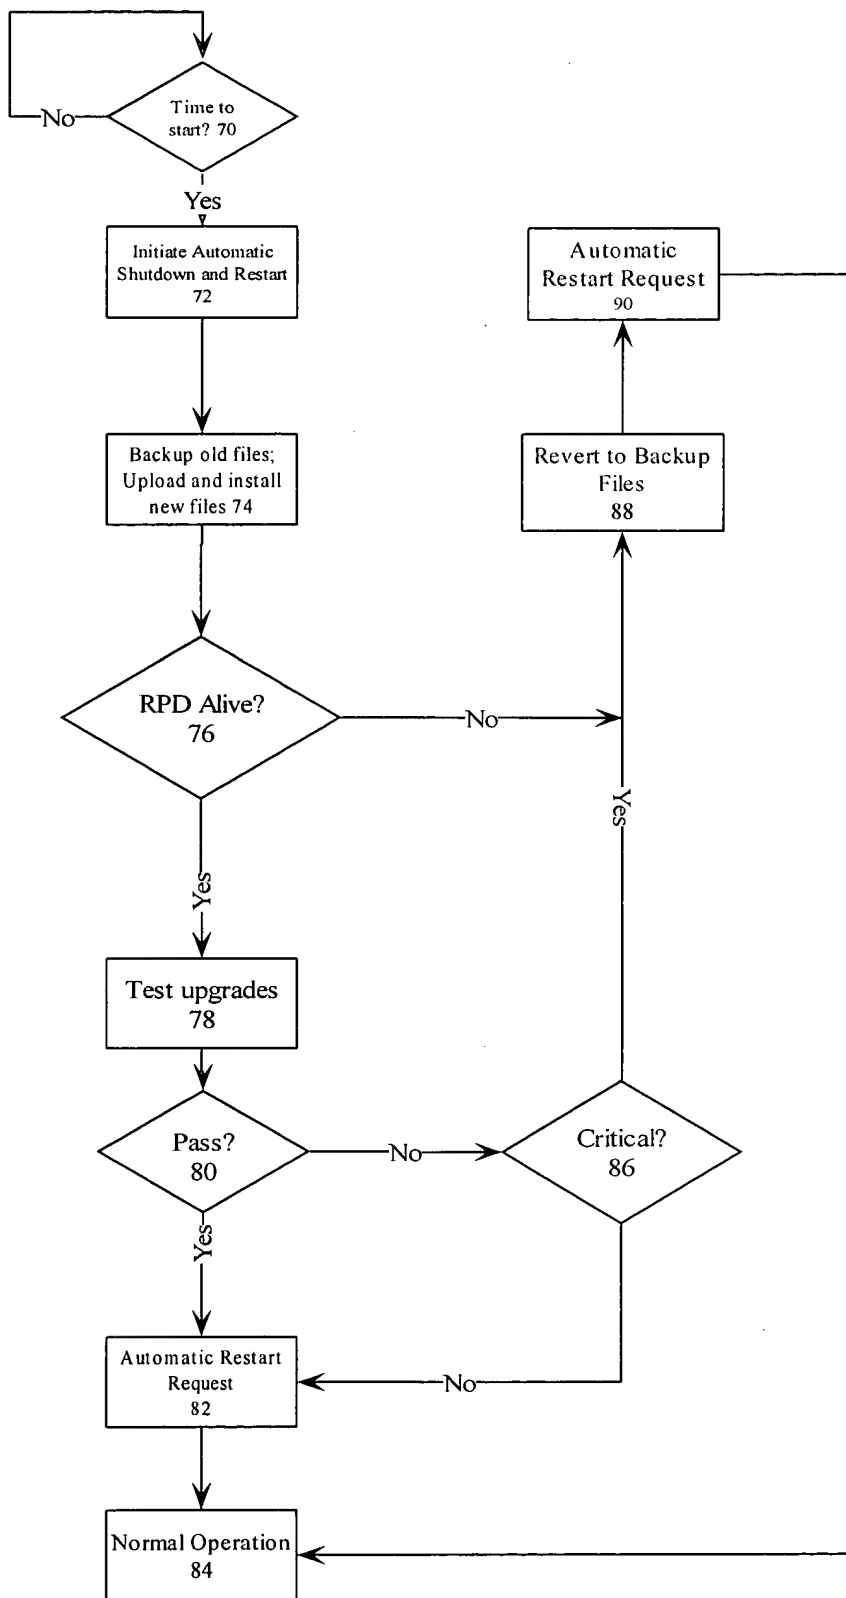 Time to
start? 70
No
Yes
Initiate Automatic
Shutdown and Restart
72
Automatic
Restart Request
90
Backup old files;
Upload and install
new files 74
Revert to Backup
Files
88
RPD Alive?
76
No
Yes
Yes
Test upgrades
78
Pass?
80
No
Critical?
86
Yes
Automatic Restart
Request
82
No
Normal Operation
84